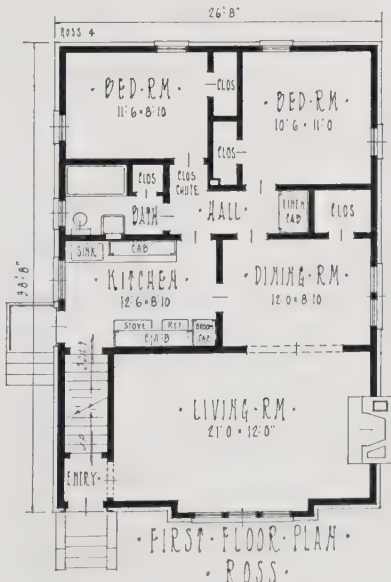 26'-8"
ROSS 4
BED·RM
11'-6"×8'-10"
CLOS
BED·RM
10'-6"×11'-0"
CLOS
CLOS
CLOS CHUTE
BATH
HALL
LINEN CAB
CLOS
38'-8"
SINK
CAB
KITCHEN
12'-6"×8'-10"
DINING·RM
12'-0"×8'-10"
STOVE
REF
BROOM CAB
CAB
LIVING·RM
21'-0"×12'-0"
UP
ENTRY
·FIRST·FLOOR·PLAN·
·ROSS·